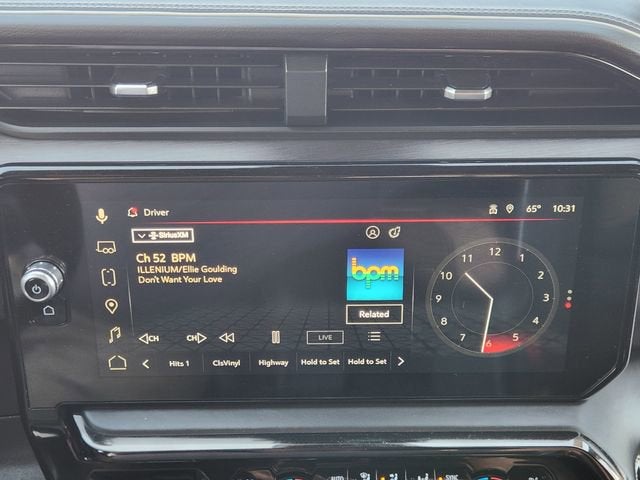 Driver
65° 10:31
SiriusXM
Ch 52 BPM
ILLENIUM/Ellie Goulding
Don't Want Your Love
bpm
Related
12
1
2
3
4
5
6
7
8
9
10
11
CH CH LIVE
Hits 1 ClsVinyl Highway Hold to Set Hold to Set
AUTO SYNC